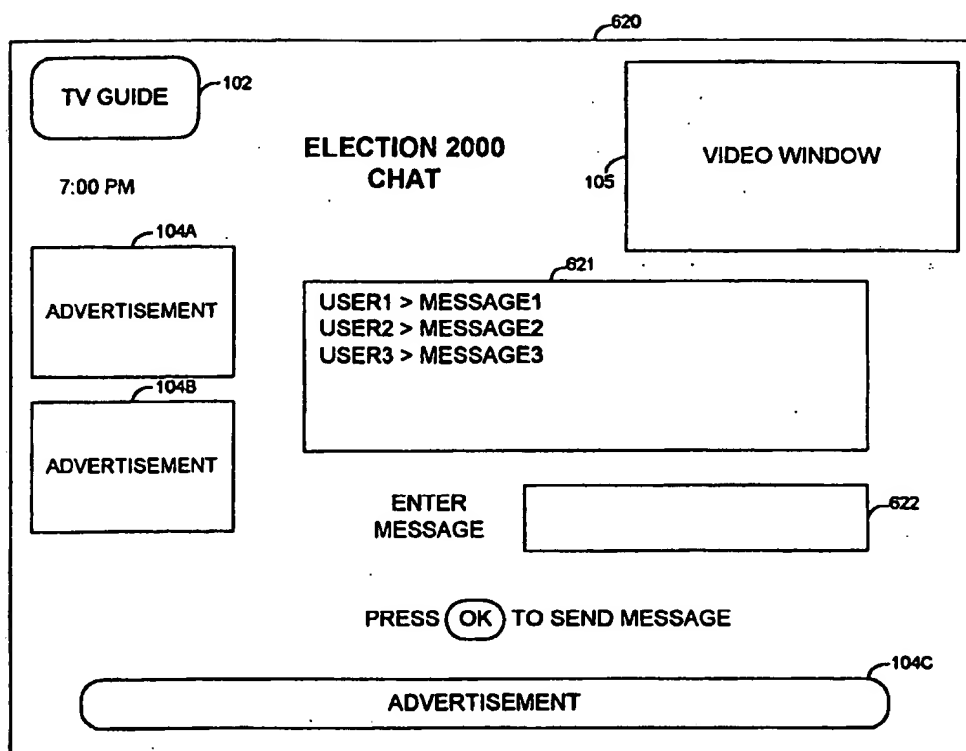 620
TV GUIDE
102
ELECTION 2000
CHAT
VIDEO WINDOW
105
7:00 PM
104A
ADVERTISEMENT
621
USER1 > MESSAGE1
USER2 > MESSAGE2
USER3 > MESSAGE3
104B
ADVERTISEMENT
ENTER
MESSAGE
622
PRESS OK TO SEND MESSAGE
104C
ADVERTISEMENT